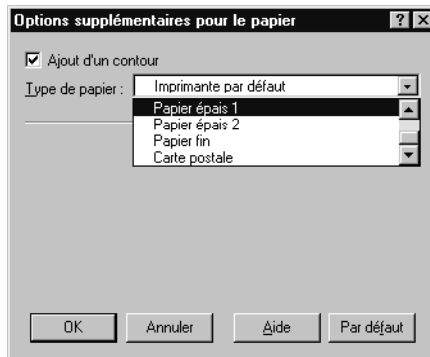 Options supplémentaires pour le papier
Ajout d'un contour
Type de papier : Imprimante par défaut
Papier épais 1
Papier épais 2
Papier fin
Carte postale
OK Annuler Aide Par défaut